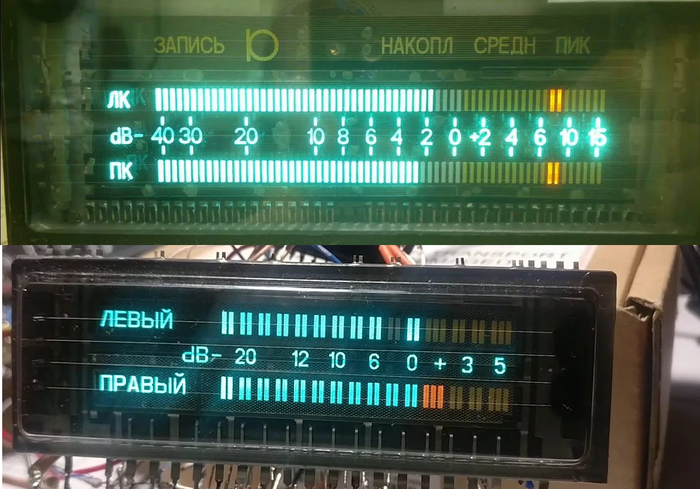 ЗАПИСЬ НАКОПЛ СРЕДН ПИК
ЛК
dB- 40 30 20 10 8 6 4 2 0 +2 4 6 10 15
ПК
ЛЕВЫЙ
dB- 20 12 10 6 0 + 3 5
ПРАВЫЙ